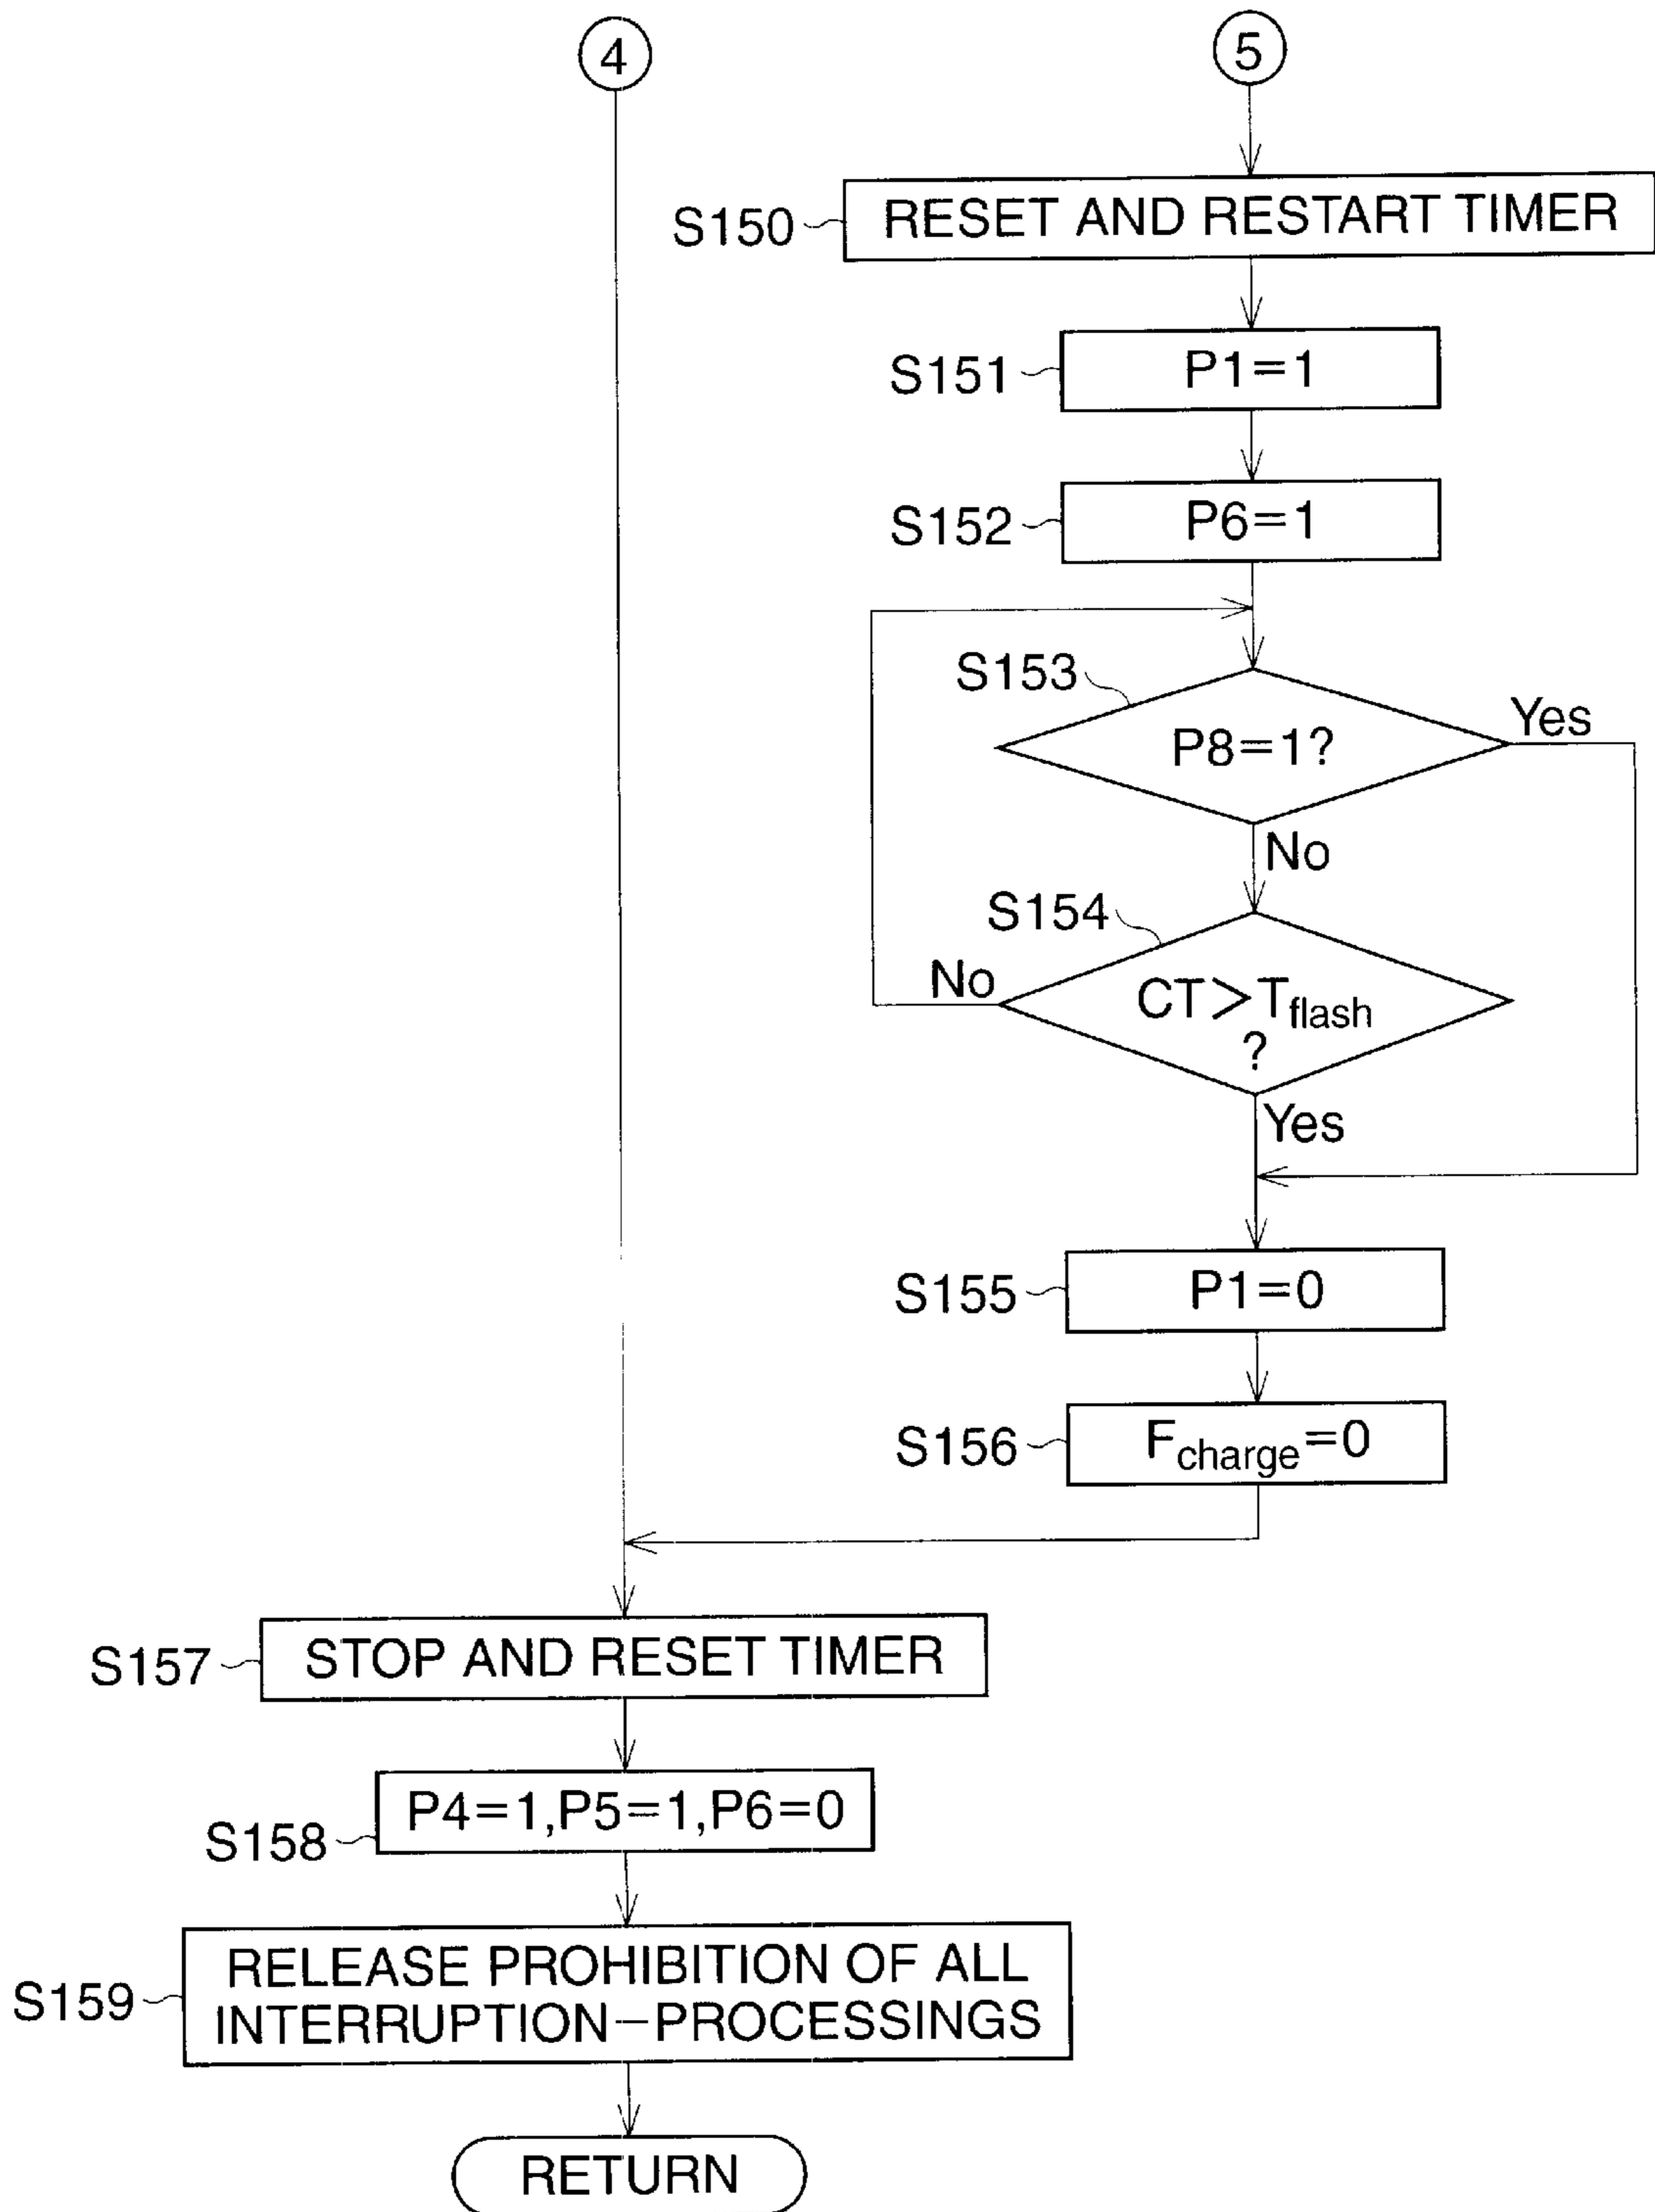 4
5
S150
RESET AND RESTART TIMER
S151
P1=1
S152
P6=1
S153
P8=1?
Yes
No
S154
CT>Tflash
?
No
Yes
S155
P1=0
S156
Fcharge=0
S157
STOP AND RESET TIMER
S158
P4=1,P5=1,P6=0
S159
RELEASE PROHIBITION OF ALL
INTERRUPTION-PROCESSINGS
RETURN